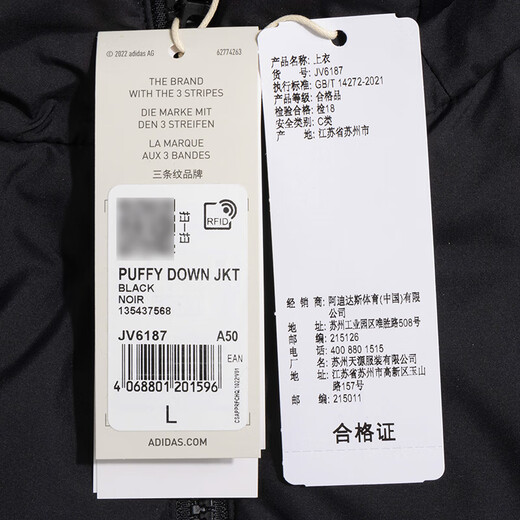 © 2022 adidas AG
62774263
THE BRAND
WITH THE 3 STRIPES
DIE MARKE MIT
DEN 3 STREIFEN
LA MARQUE
AUX 3 BANDES
三条纹品牌
RFID
PUFFY DOWN JKT
BLACK
NOIR
135437568
JV6187
A50
EAN
4 068801 201596
L
ADIDAS.COM
产品名称: 上衣
货 号: JV6187
执行标准: GB/T 14272-2021
产品等级: 合格品
检验合格: 检18
安全类别: C类
产 地: 江苏省苏州市
经 销 商: 阿迪达斯体育(中国)有限
公司
地 址: 苏州工业园区唯胜路508号
邮 编: 215126
电 话: 400 880 1515
厂 名: 苏州天源服装有限公司
地 址: 江苏省苏州市高新区玉山
路157号
邮 编: 215011
合格证